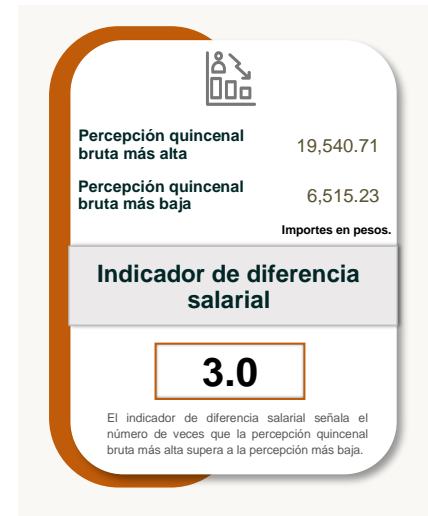 Percepción quincenal
bruta más alta
19,540.71
Percepción quincenal
bruta más baja
6,515.23
Importes en pesos.
Indicador de diferencia
salarial
3.0
El indicador de diferencia salarial señala el
número de veces que la percepción quincenal
bruta más alta supera a la percepción más baja.